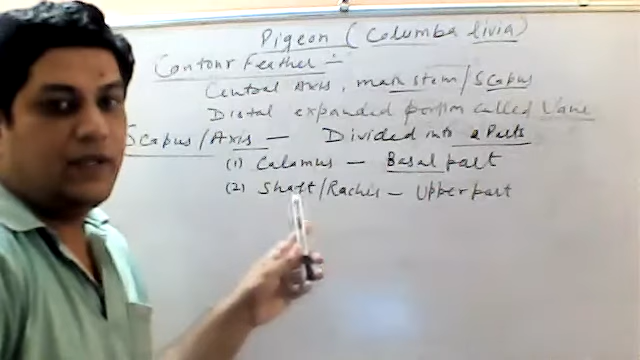 Pigeon (Columba livia)
Contour Feather :-
Central Axis, main stem/Scapus
Distal expanded portion called Vane
Scapus/Axis — Divided into 2 Parts
(1) Calamus — Basal part
(2) Shaft/Rachis — Upper part